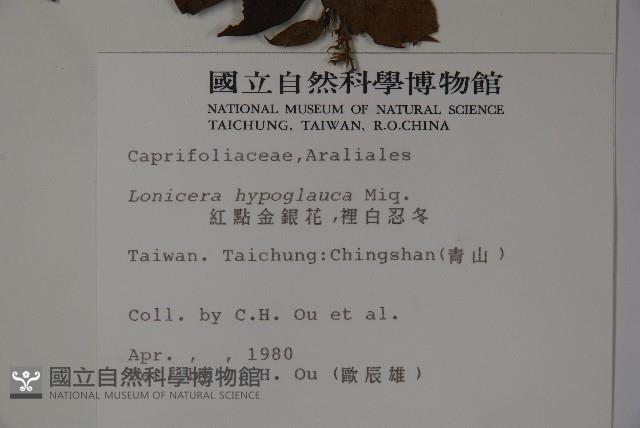 國立自然科學博物館
NATIONAL MUSEUM OF NATURAL SCIENCE
TAICHUNG, TAIWAN, R.O.CHINA
Caprifoliaceae,Araliales
Lonicera hypoglauca Miq.
紅點金銀花,裡白忍冬
Taiwan. Taichung:Chingshan(青山)
Coll. by C.H. Ou et al.
Apr. , , 1980
H. Ou (歐辰雄)
國立自然科學博物館
NATIONAL MUSEUM OF NATURAL SCIENCE